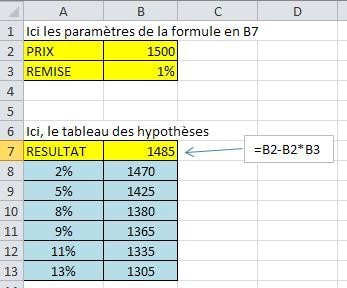 A B C D
1 Ici les paramètres de la formule en B7
2 PRIX 1500
3 REMISE 1%
4
5
6 Ici, le tableau des hypothèses
7 RESULTAT 1485 =B2-B2*B3
8 2% 1470
9 5% 1425
10 8% 1380
11 9% 1365
12 11% 1335
13 13% 1305